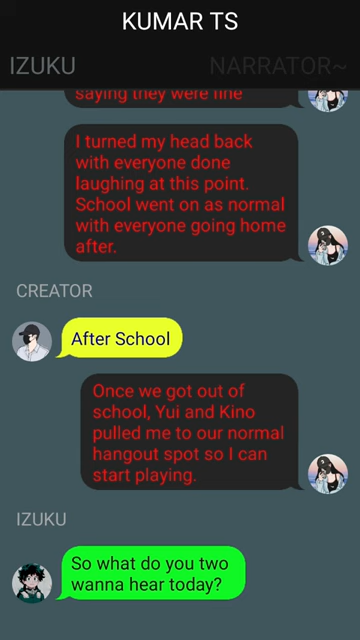 KUMAR TS
IZUKU
NARRATOR~
saying they were fine
I turned my head back
with everyone done
laughing at this point.
School went on as normal
with everyone going home
after.
CREATOR
After School
Once we got out of
school, Yui and Kino
pulled me to our normal
hangout spot so I can
start playing.
IZUKU
So what do you two
wanna hear today?